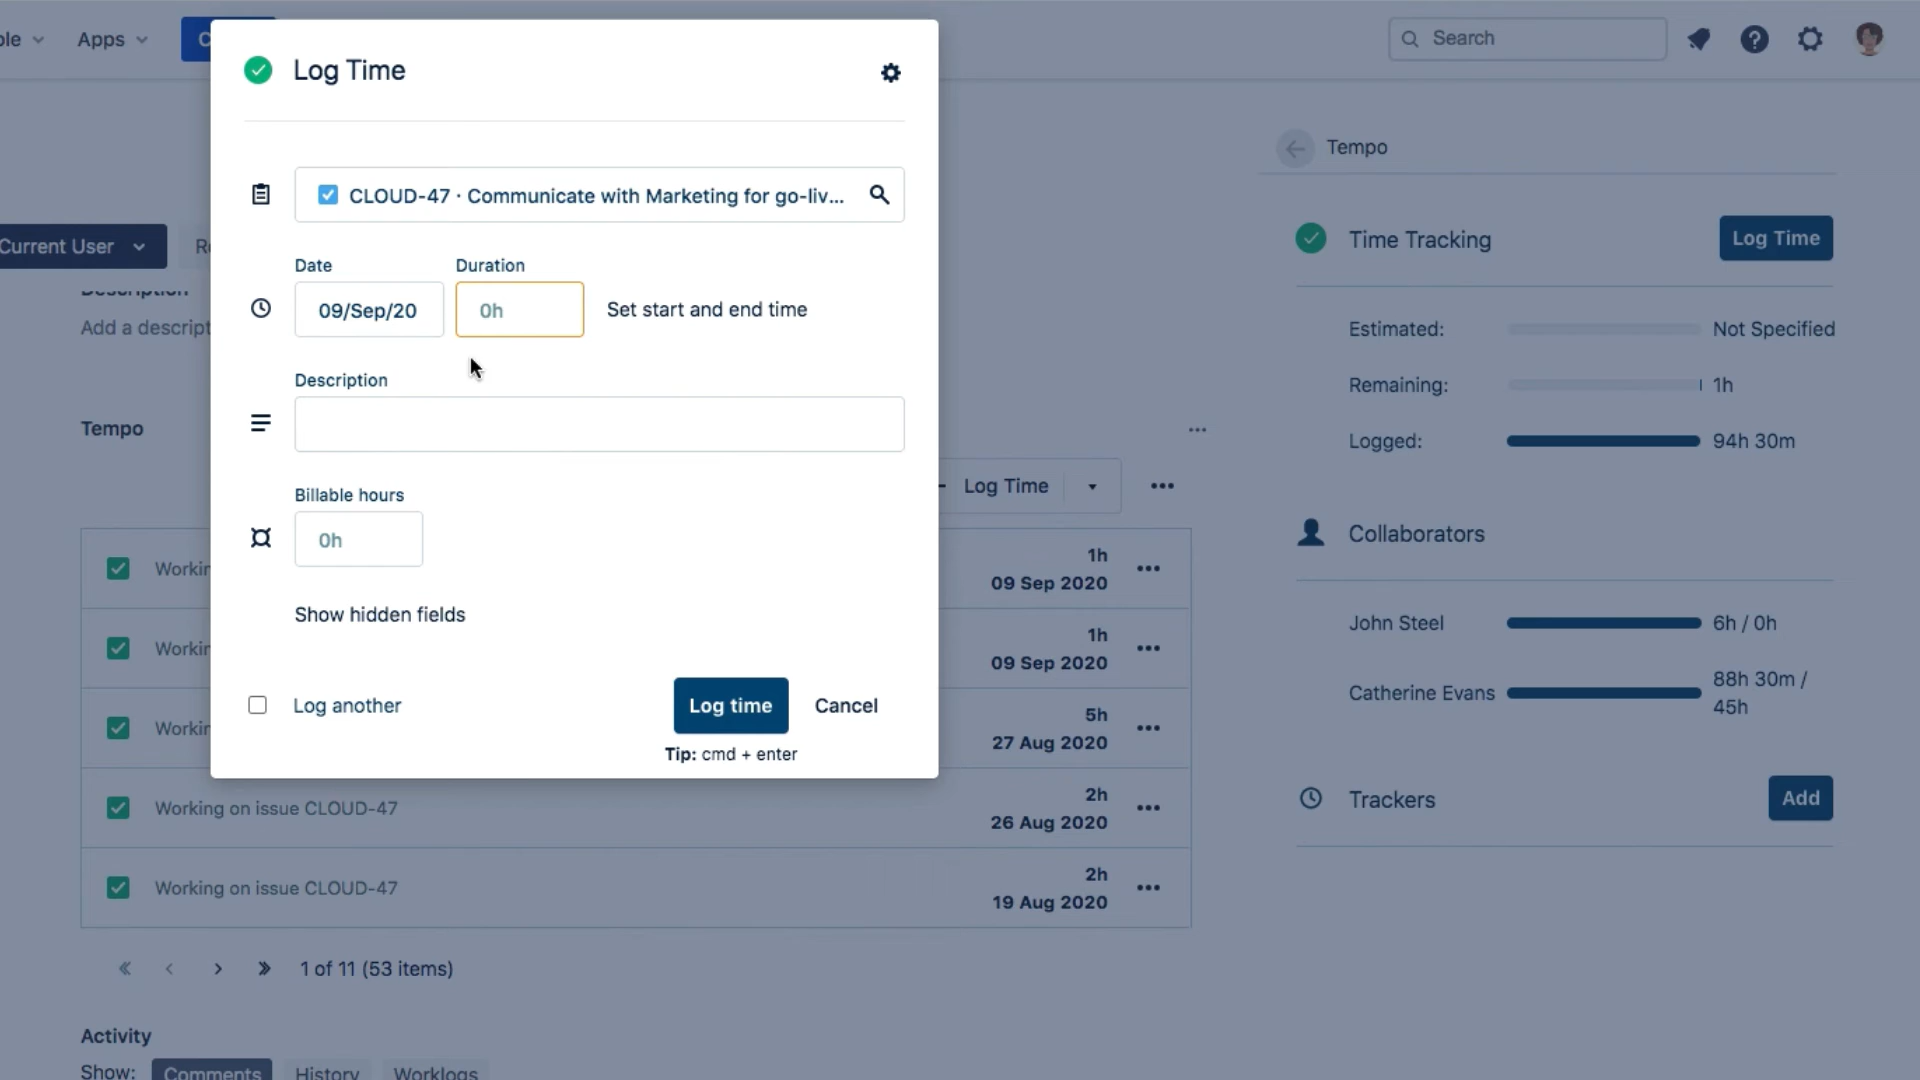 Apps
Search
Log Time
CLOUD-47 · Communicate with Marketing for go-liv...
Date
Duration
09/Sep/20
0h
Set start and end time
Description
Billable hours
0h
Show hidden fields
Log another
Log time
Cancel
Tip: cmd + enter
Current User
Description
Add a descript
Tempo
Log Time
Workin
1h
09 Sep 2020
Workin
1h
09 Sep 2020
Workin
5h
27 Aug 2020
Working on issue CLOUD-47
2h
26 Aug 2020
Working on issue CLOUD-47
2h
19 Aug 2020
1 of 11 (53 items)
Activity
Show:
Comments
History
Worklogs
Tempo
Time Tracking
Log Time
Estimated:
Not Specified
Remaining:
1h
Logged:
94h 30m
Collaborators
John Steel
6h / 0h
Catherine Evans
88h 30m /
45h
Trackers
Add